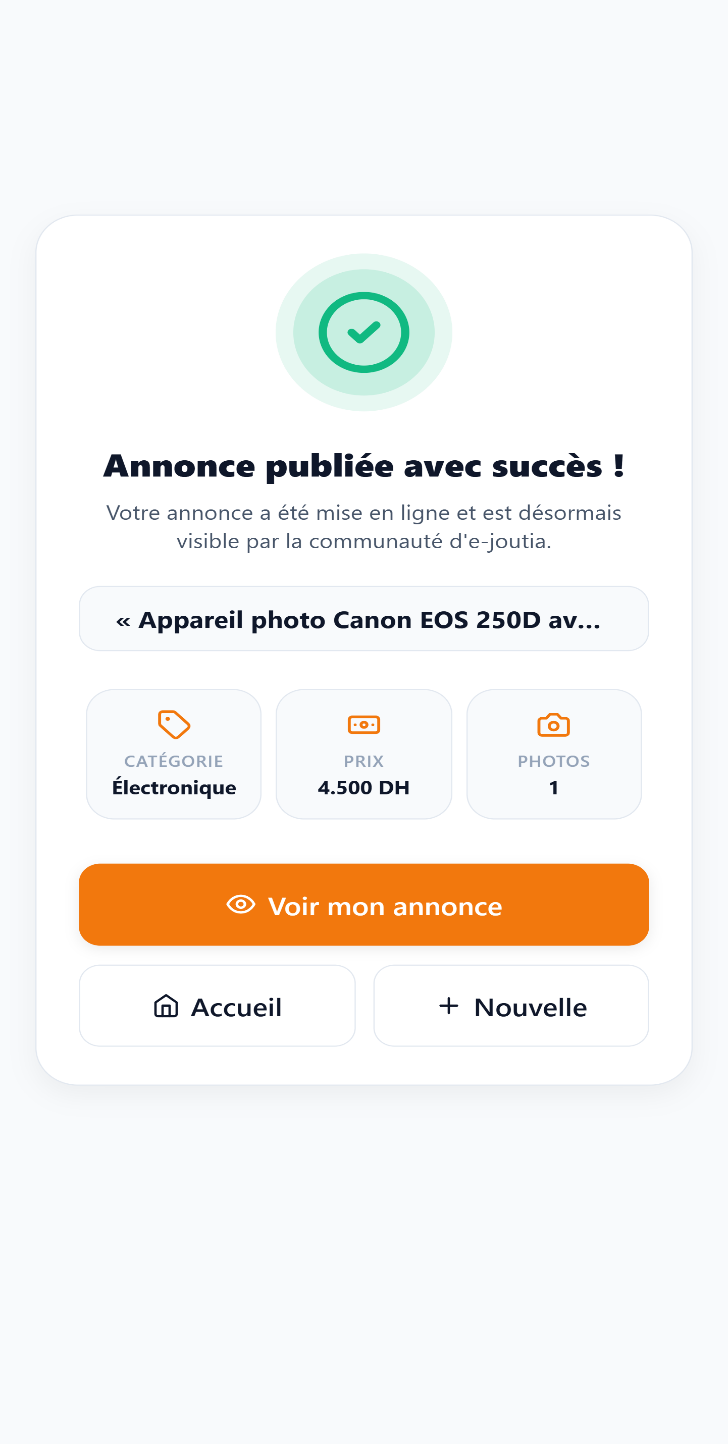 Annonce publiée avec succès !
Votre annonce a été mise en ligne et est désormais
visible par la communauté d'e-joutia.
« Appareil photo Canon EOS 250D av...
CATÉGORIE
Électronique
PRIX
4.500 DH
PHOTOS
1
Voir mon annonce
Accueil
+ Nouvelle